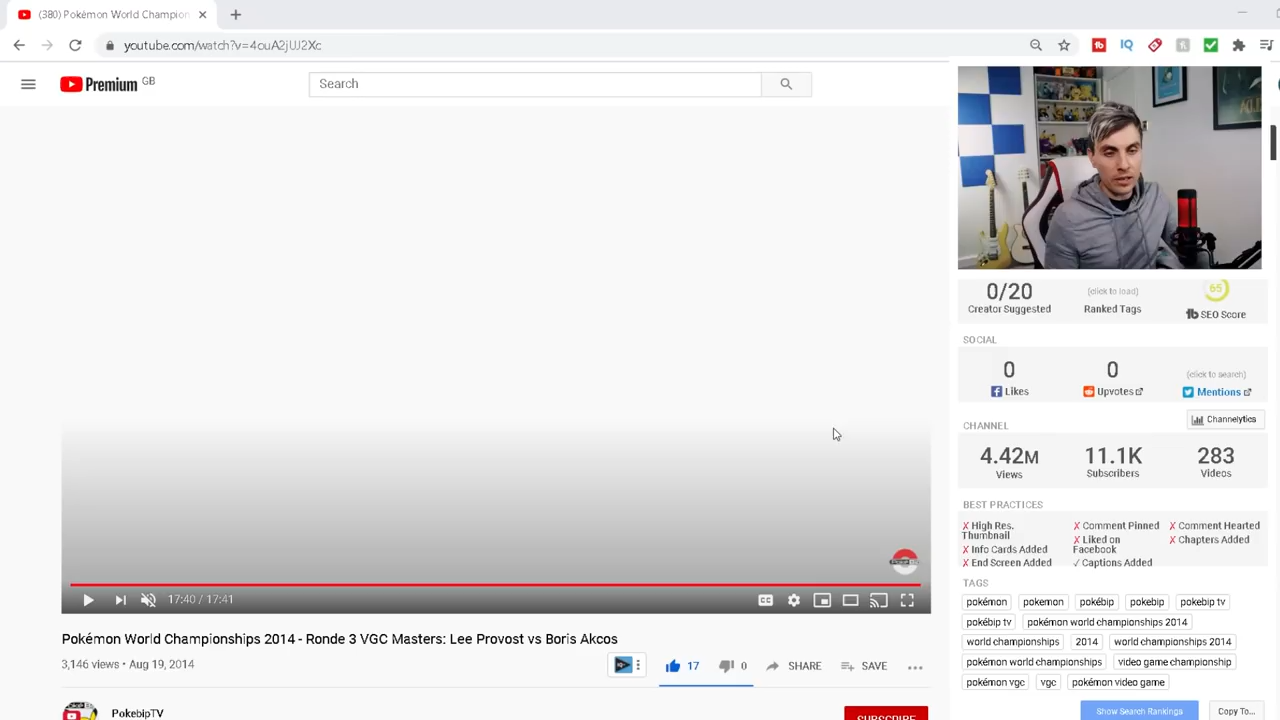 (380) Pokémon World Champion
youtube.com/watch?v=4ouA2jUJ2Xc
Premium GB
Search
0/20
Creator Suggested
(click to load)
Ranked Tags
65
tb SEO Score
SOCIAL
0
Likes
0
Upvotes
(click to search)
Mentions
CHANNEL
Channelytics
4.42M
Views
11.1K
Subscribers
283
Videos
BEST PRACTICES
X High Res. Thumbnail
X Info Cards Added
X End Screen Added
X Comment Pinned
X Liked on Facebook
✓ Captions Added
X Comment Hearted
X Chapters Added
TAGS
pokémon pokemon pokébip pokebip pokebip tv
pokébip tv pokémon world championships 2014
world championships 2014 world championships 2014
pokémon world championships video game championship
pokémon vgc vgc pokémon video game
Show Search Rankings Copy To...
17:40 / 17:41
Pokémon World Championships 2014 - Ronde 3 VGC Masters: Lee Provost vs Boris Akcos
3,146 views • Aug 19, 2014
17 0 SHARE SAVE
PokebipTV
SUBSCRIBE